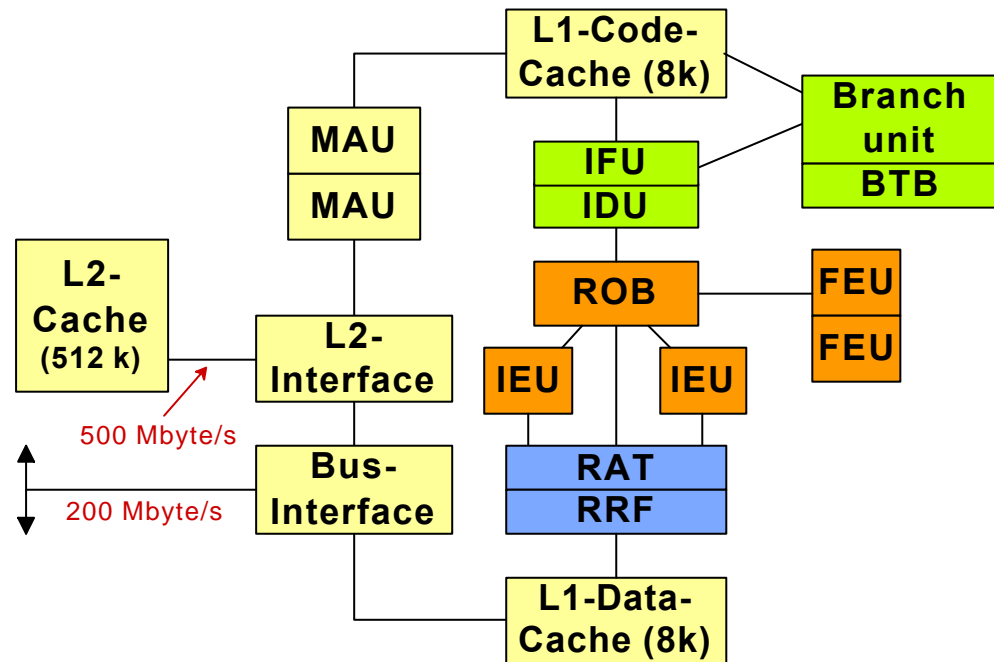 L1-Code-
Cache (8k)
Branch
unit
BTB
MAU
MAU
IFU
IDU
L2-
Cache
(512 k)
ROB
FEU
FEU
L2-
Interface
IEU
IEU
500 Mbyte/s
Bus-
Interface
RAT
RRF
200 Mbyte/s
L1-Data-
Cache (8k)